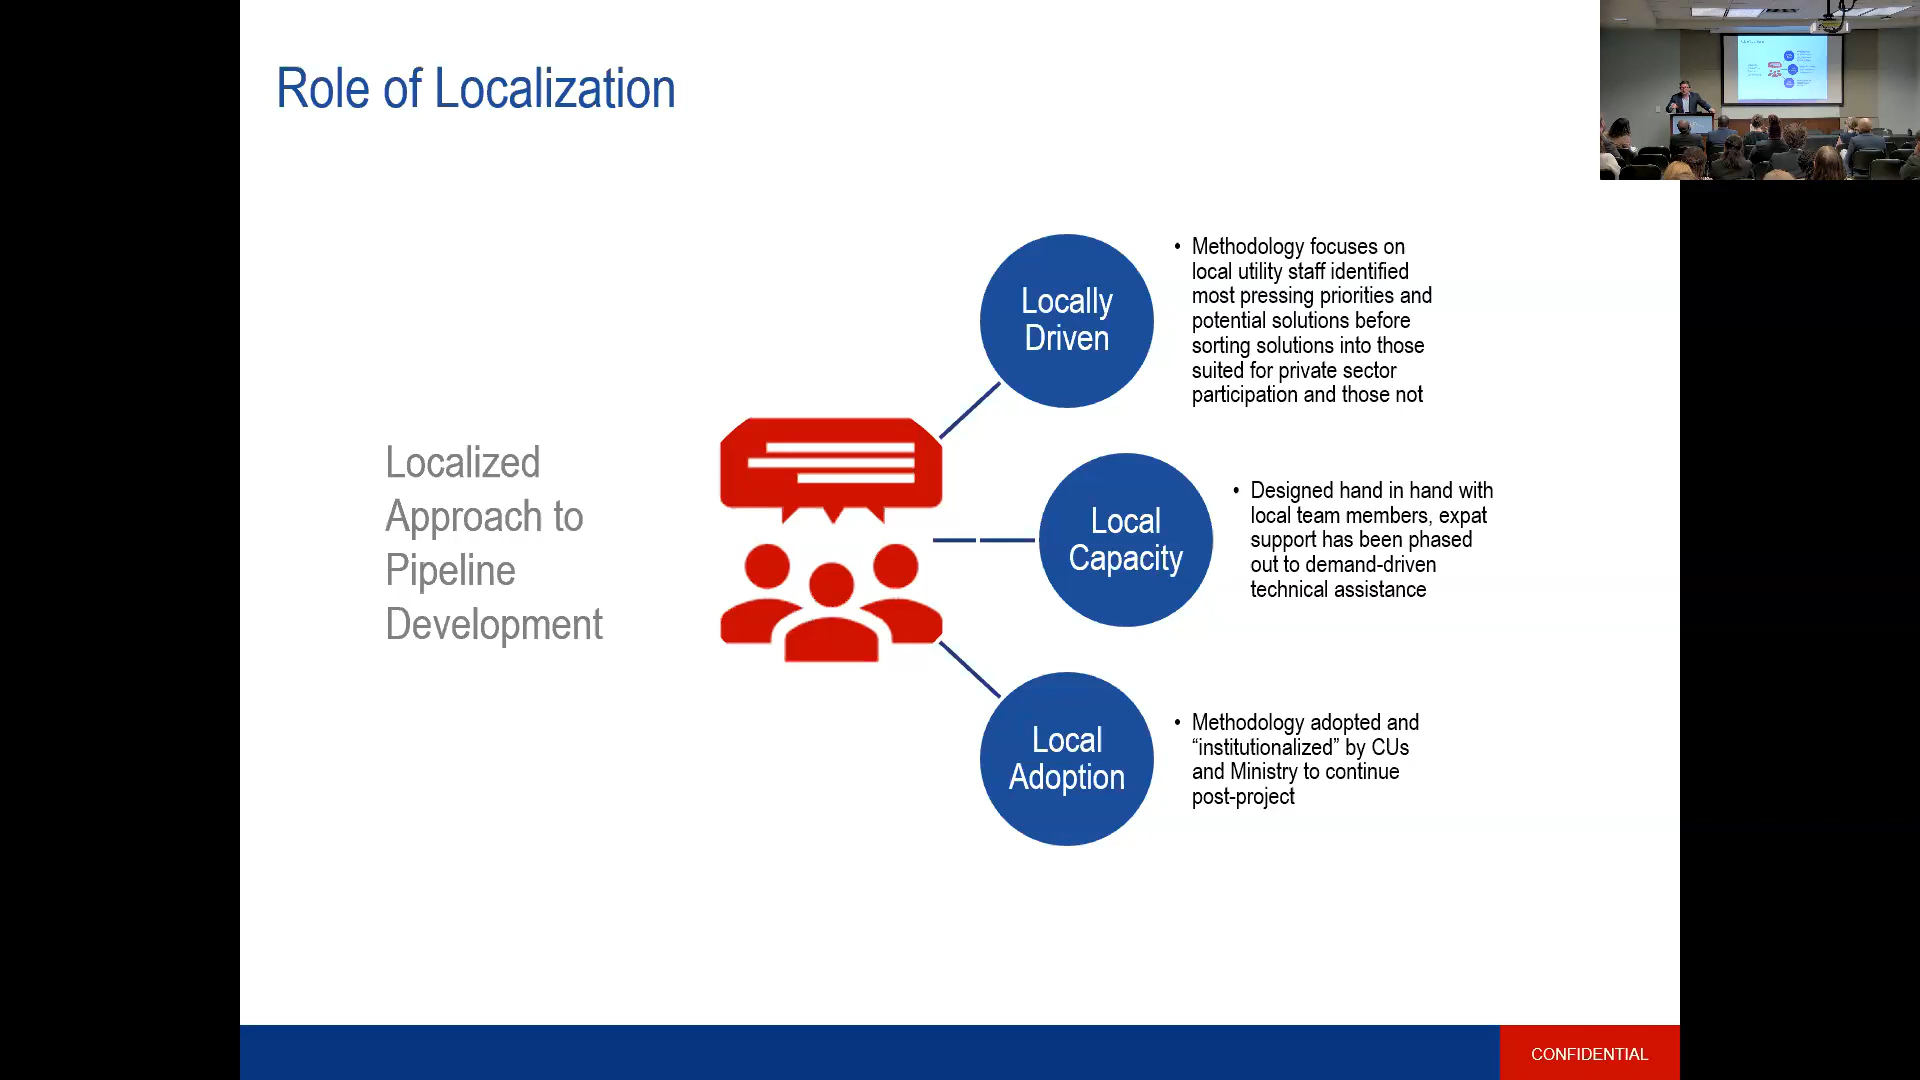 Role of Localization
Localized
Approach to
Pipeline
Development
Locally
Driven
• Methodology focuses on
local utility staff identified
most pressing priorities and
potential solutions before
sorting solutions into those
suited for private sector
participation and those not
Local
Capacity
• Designed hand in hand with
local team members, expat
support has been phased
out to demand-driven
technical assistance
Local
Adoption
• Methodology adopted and
“institutionalized” by CUs
and Ministry to continue
post-project
CONFIDENTIAL